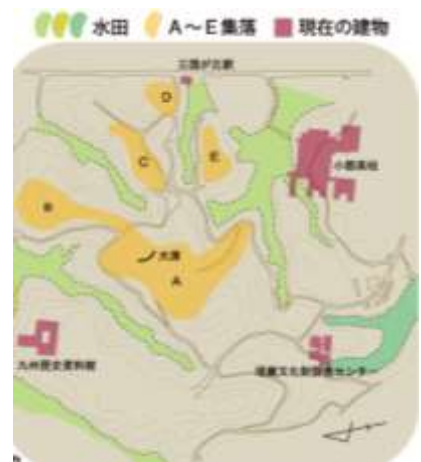 水田 A～E集落 現在の建物
三国が丘駅
D
C
E
小郡高校
B
大溝
A
九州歴史資料館
埋蔵文化財調査センター